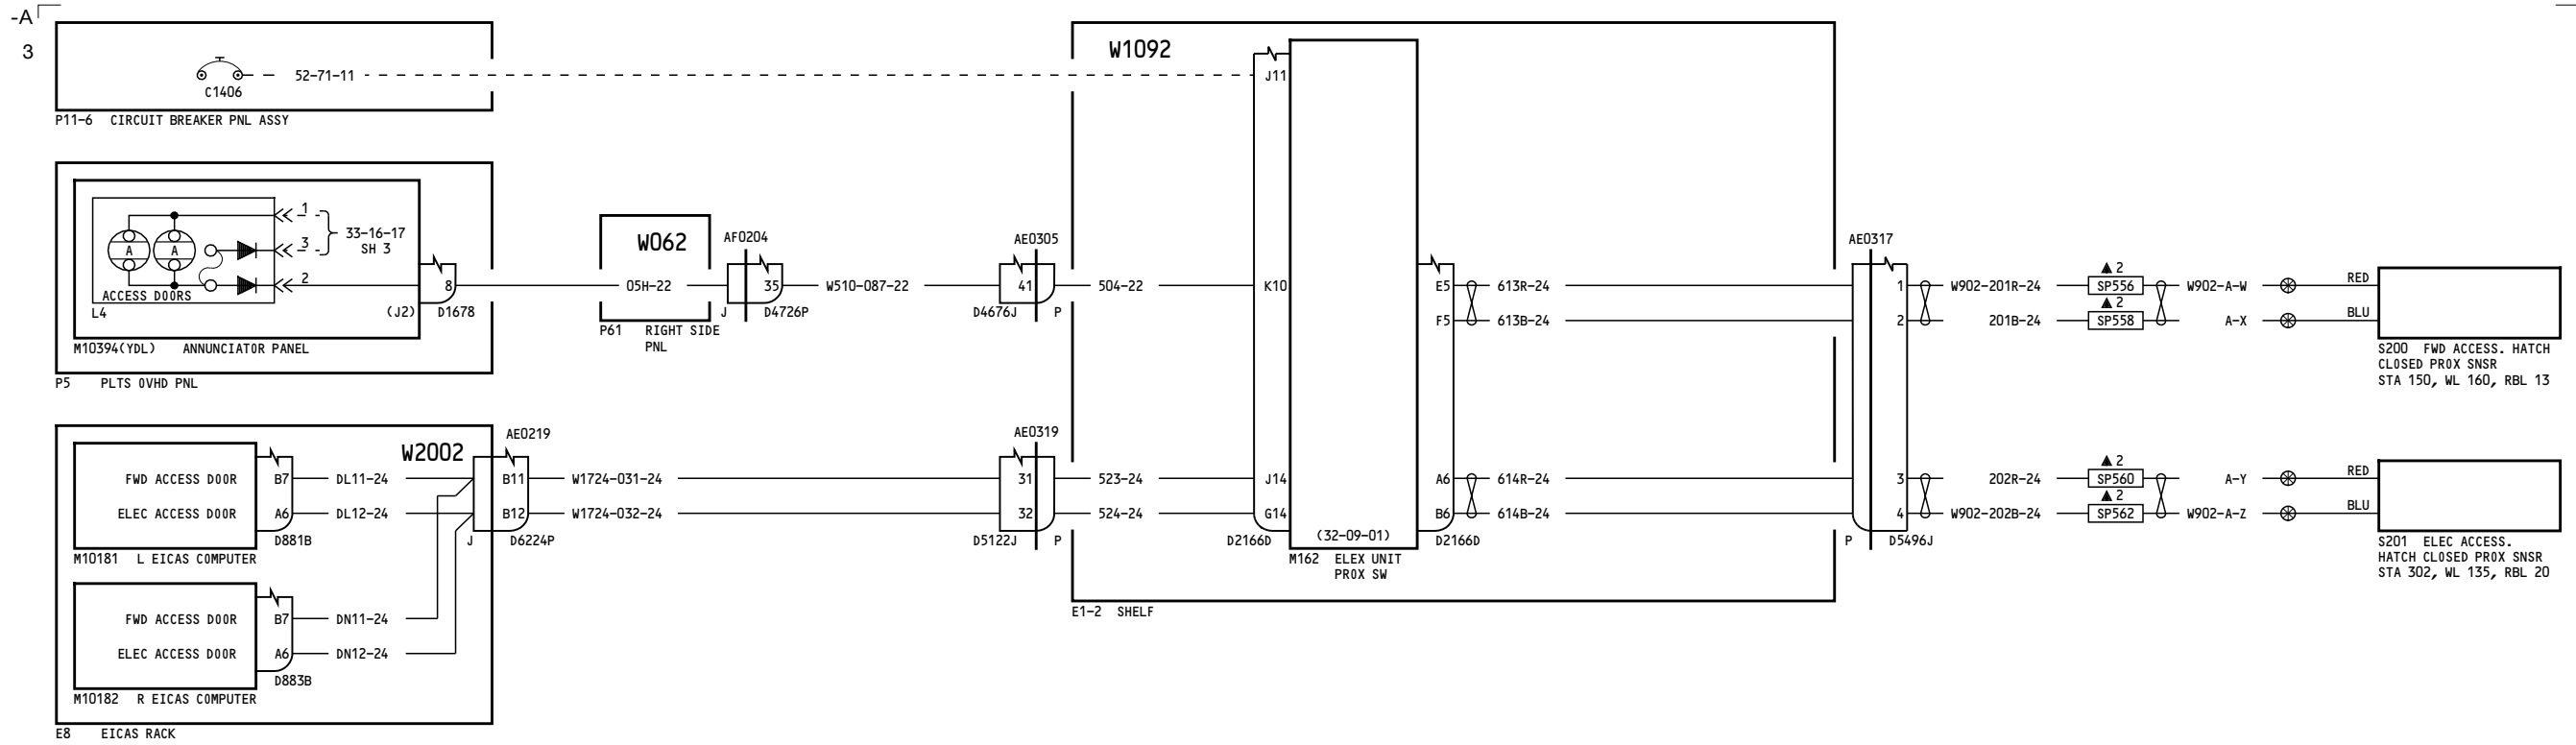 -A
3
C1406
52-71-11
P11-6 CIRCUIT BREAKER PNL ASSY
W1092
J11
A A
1
3
2
33-16-17
SH 3
ACCESS DOORS
L4
(J2)
8
D1678
M10394(YDL) ANNUNCIATOR PANEL
P5 PLTS OVHD PNL
W062
05H-22
P61 RIGHT SIDE
PNL
AF0204
35
J D4726P
W510-087-22
AE0305
41
D4676J P
504-22
K10
E5 613R-24
F5 613B-24
AE0317
1 W902-201R-24
2 201B-24
▲ 2
SP556
▲ 2
SP558
W902-A-W
A-X
RED
BLU
S200 FWD ACCESS. HATCH
CLOSED PROX SNSR
STA 150, WL 160, RBL 13
W2002
AE0219
FWD ACCESS DOOR B7 DL11-24
ELEC ACCESS DOOR A6 DL12-24
D881B
M10181 L EICAS COMPUTER
B11 W1724-031-24
B12 W1724-032-24
J D6224P
AE0319
31 523-24
32 524-24
D5122J P
J14
G14
D2166D
(32-09-01)
M162 ELEX UNIT
PROX SW
A6 614R-24
B6 614B-24
D2166D
3 202R-24
4 W902-202B-24
P D5496J
▲ 2
SP560
▲ 2
SP562
A-Y
W902-A-Z
RED
BLU
S201 ELEC ACCESS.
HATCH CLOSED PROX SNSR
STA 302, WL 135, RBL 20
FWD ACCESS DOOR B7 DN11-24
ELEC ACCESS DOOR A6 DN12-24
D883B
M10182 R EICAS COMPUTER
E8 EICAS RACK
E1-2 SHELF